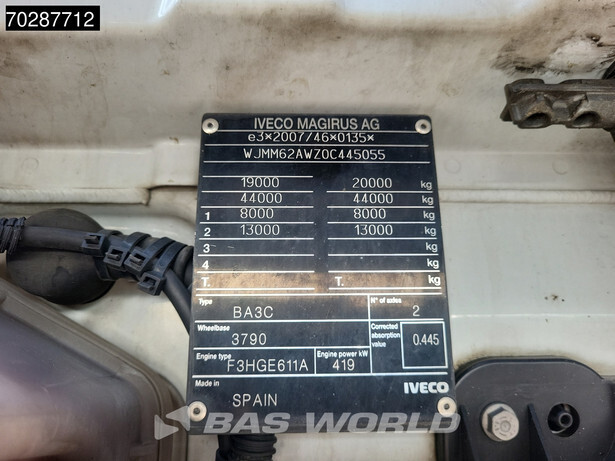 70287712
IVECO MAGIRUS AG
e3*2007/46*0135*
WJMM62AWZ0C445055
19000 20000 kg
44000 44000 kg
1 8000 8000 kg
2 13000 13000 kg
3 kg
4 kg
T. T. kg
Type BA3C N° of axles 2
Wheelbase 3790 Corrected absorption value 0.445
Engine type F3HGE611A Engine power kW 419
Made in SPAIN IVECO
BAS WORLD